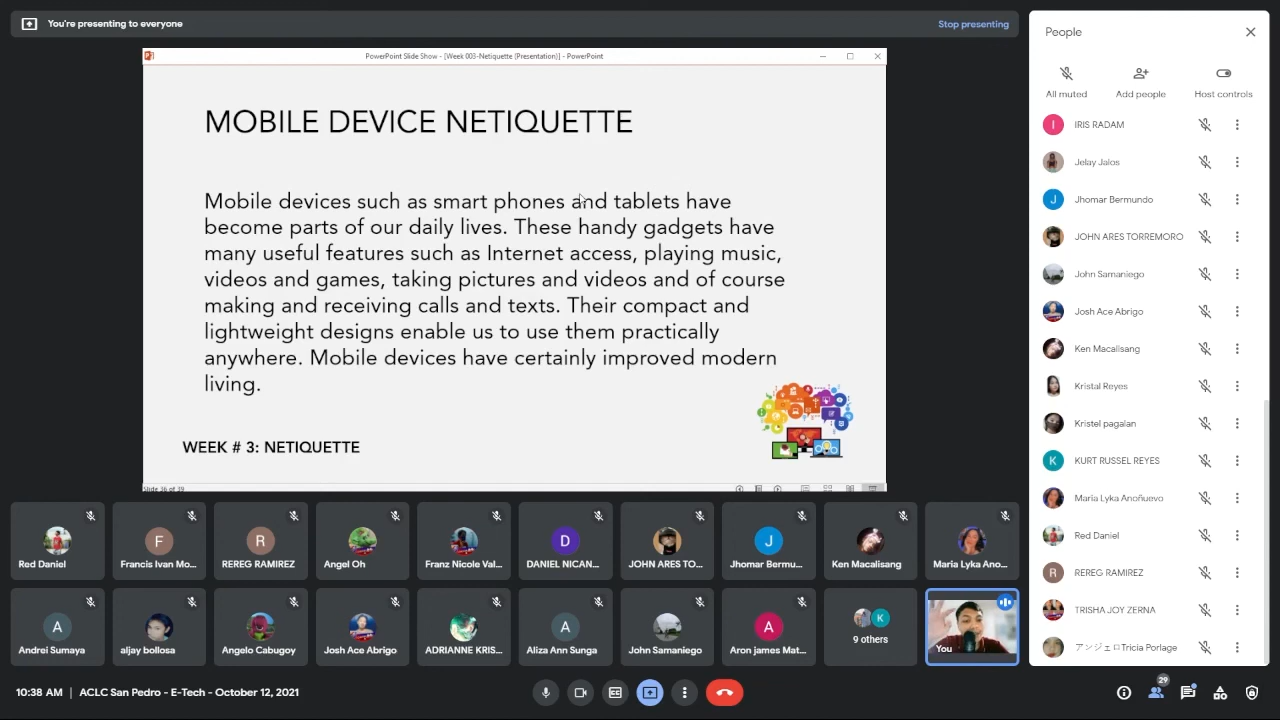 You're presenting to everyone
Stop presenting
PowerPoint Slide Show - [Week 003-Netiquette (Presentation)] - PowerPoint
MOBILE DEVICE NETIQUETTE
Mobile devices such as smart phones and tablets have
become parts of our daily lives. These handy gadgets have
many useful features such as Internet access, playing music,
videos and games, taking pictures and videos and of course
making and receiving calls and texts. Their compact and
lightweight designs enable us to use them practically
anywhere. Mobile devices have certainly improved modern
living.
WEEK # 3: NETIQUETTE
Slide 36 of 39
Red Daniel
F
Francis Ivan Mo...
R
REREG RAMIREZ
Angel Oh
Franz Nicole Val...
D
DANIEL NICAN...
JOHN ARES TO...
J
Jhomar Bermu...
Ken Macalisang
Maria Lyka Ano...
A
Andrei Sumaya
aljay bollosa
Angelo Cabugoy
Josh Ace Abrigo
ADRIANNE KRIS...
A
Aliza Ann Sunga
John Samaniego
A
Aron james Mat...
K
9 others
You
10:38 AM | ACLC San Pedro - E-Tech - October 12, 2021
People
All muted
Add people
Host controls
I
IRIS RADAM
Jelay Jalos
J
Jhomar Bermundo
JOHN ARES TORREMORO
John Samaniego
Josh Ace Abrigo
Ken Macalisang
Kristal Reyes
Kristel pagalan
K
KURT RUSSEL REYES
Maria Lyka Anoñuevo
Red Daniel
R
REREG RAMIREZ
TRISHA JOY ZERNA
アンジェロTricia Porlage
29